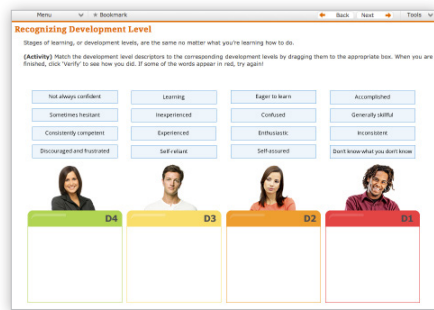 Menu ★ Bookmark Back Next Tools
Recognizing Development Level
Stages of learning, or development levels, are the same no matter what you're learning how to do.
(Activity) Match the development level descriptors to the corresponding development levels by dragging them to the appropriate box. When you are
finished, click 'Verify' to see how you did. If some of the words appear in red, try again!
Not always confident Learning Eager to learn Accomplished
Sometimes hesitant Inexperienced Confused Generally skillful
Consistently competent Experienced Enthusiastic Inconsistent
Discouraged and frustrated Self-reliant Self-assured Don't know what you don't know
D4 D3 D2 D1